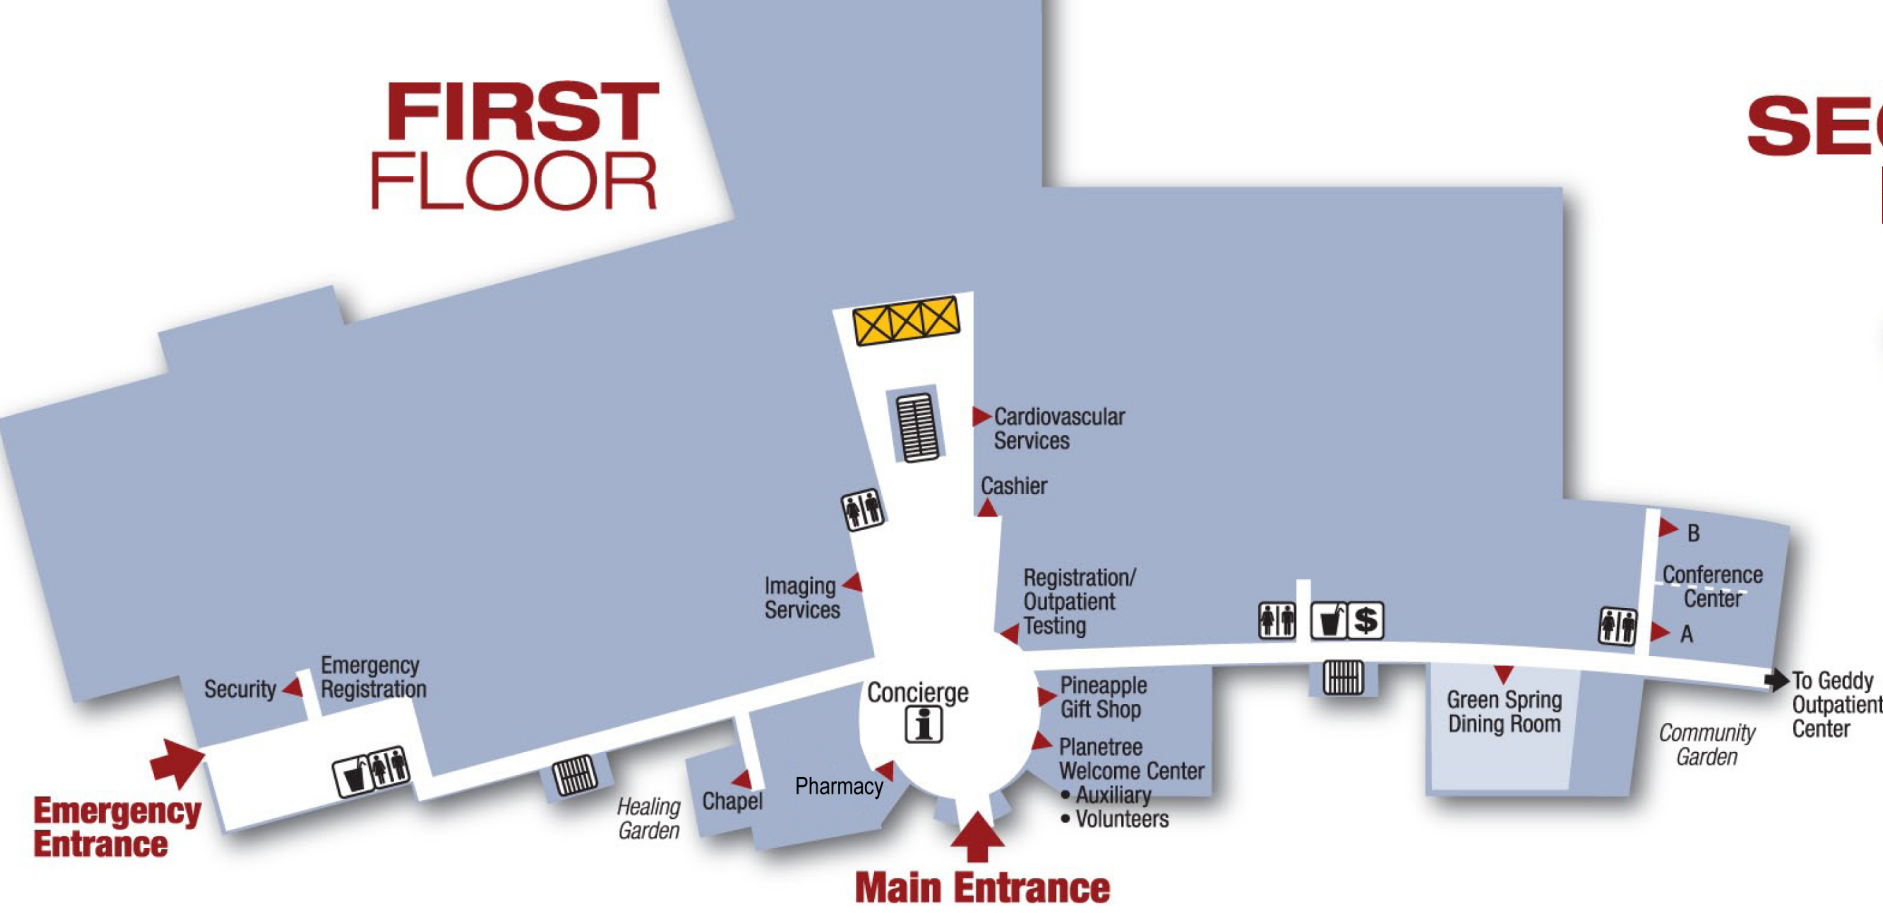 FIRST
FLOOR
Cardiovascular
Services
Cashier
B
Conference
Center
A
Imaging
Services
Registration/
Outpatient
Testing
$
Emergency
Registration
Security
Concierge
i
Pineapple
Gift Shop
Green Spring
Dining Room
To Geddy
Outpatient
Center
Community
Garden
Planetree
Welcome Center
• Auxiliary
• Volunteers
Pharmacy
Chapel
Healing
Garden
Emergency
Entrance
Main Entrance